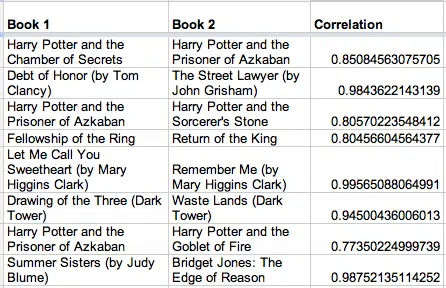 Book 1 Book 2 Correlation
Harry Potter and the Harry Potter and the
Chamber of Secrets Prisoner of Azkaban 0.85084563075705
Debt of Honor (by Tom The Street Lawyer (by
Clancy) John Grisham) 0.9843622143139
Harry Potter and the Harry Potter and the
Prisoner of Azkaban Sorcerer's Stone 0.80570223548412
Fellowship of the Ring Return of the King 0.80456604564377
Let Me Call You
Sweetheart (by Mary Remember Me (by
Higgins Clark) Mary Higgins Clark) 0.99565088064991
Drawing of the Three (Dark Waste Lands (Dark
Tower) Tower) 0.94500436006013
Harry Potter and the Harry Potter and the
Prisoner of Azkaban Goblet of Fire 0.77350224999739
Summer Sisters (by Judy Bridget Jones: The
Blume) Edge of Reason 0.98752135114252